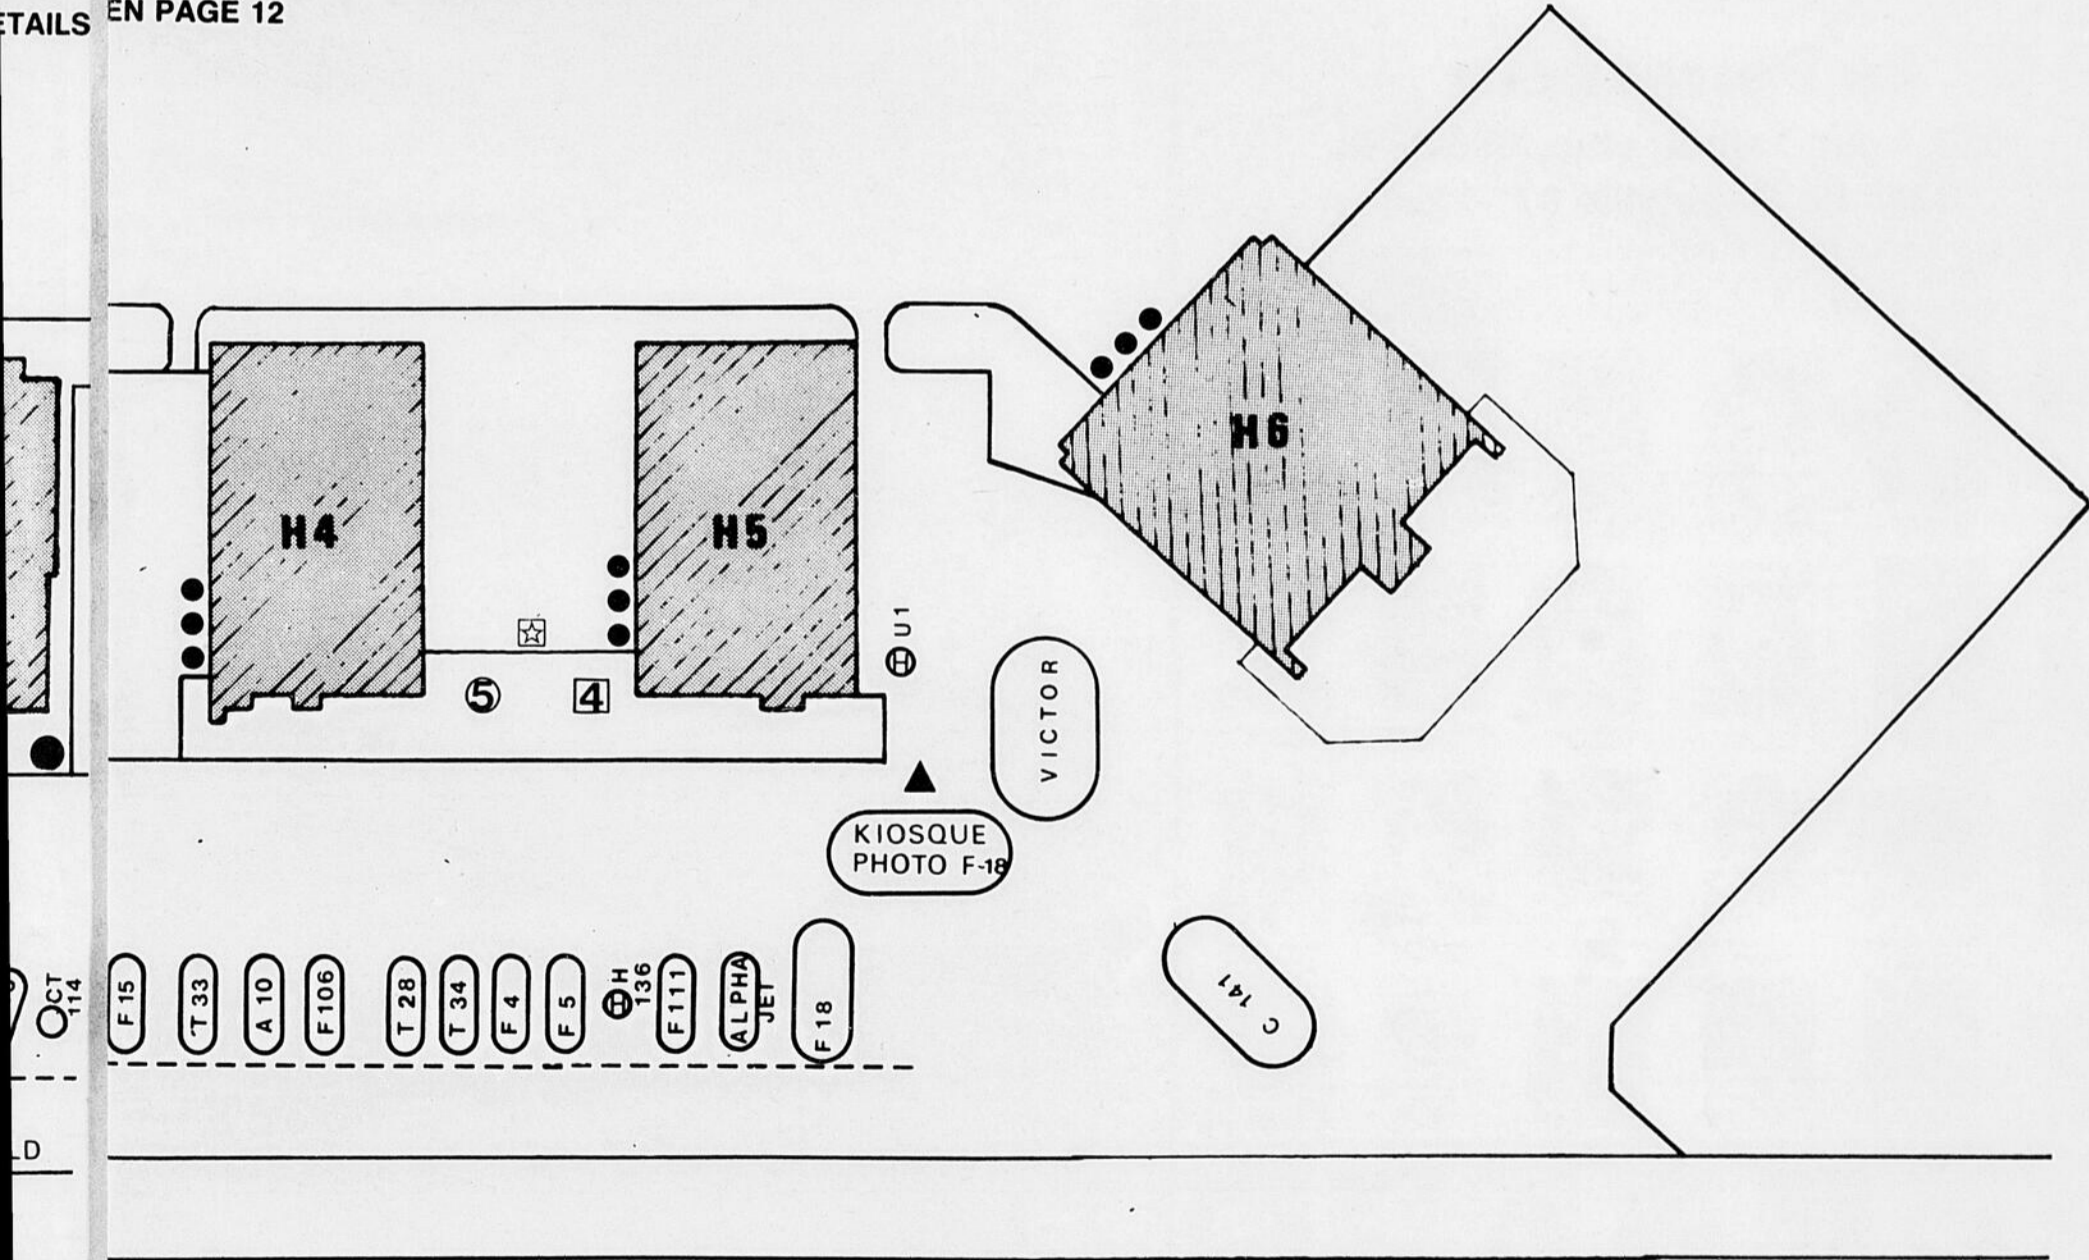 ETAILS
EN PAGE 12
H4
H5
H6
5
4
U1
VICTOR
KIOSQUE
PHOTO F-18
CT
114
F 15
T 33
A 10
F106
T 28
T 34
F 4
F 5
H
136
F111
ALPHA
JET
F 18
C 141
LD